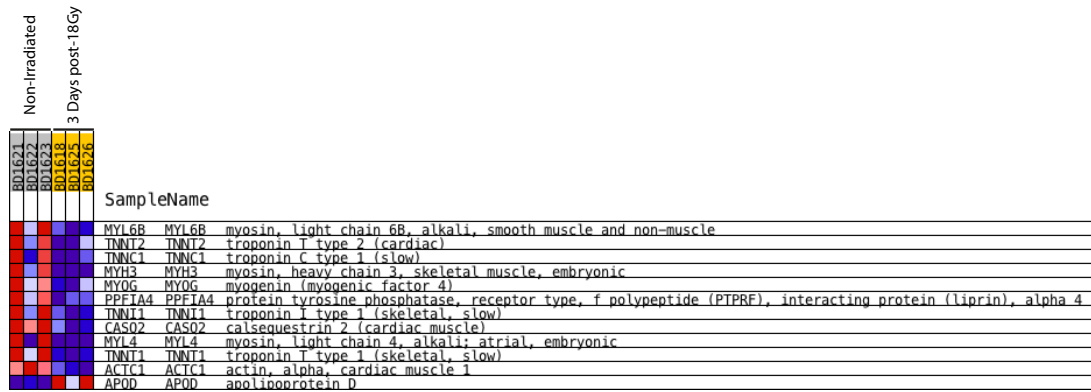 Non-Irradiated
3 Days post-18Gy
BD1621
BD1622
BD1623
BD1618
BD1625
BD1626
SampleName
MYL6B MYL6B myosin, light chain 6B, alkali, smooth muscle and non-muscle
TNNT2 TNNT2 troponin T type 2 (cardiac)
TNNC1 TNNC1 troponin C type 1 (slow)
MYH3 MYH3 myosin, heavy chain 3, skeletal muscle, embryonic
MYOG MYOG myogenin (myogenic factor 4)
PPFIA4 PPFIA4 protein tyrosine phosphatase, receptor type, f polypeptide (PTPRF), interacting protein (liprin), alpha 4
TNNI1 TNNI1 troponin I type 1 (skeletal, slow)
CASQ2 CASQ2 calsequestrin 2 (cardiac muscle)
MYL4 MYL4 myosin, light chain 4, alkali; atrial, embryonic
TNNT1 TNNT1 troponin T type 1 (skeletal, slow)
ACTC1 ACTC1 actin, alpha, cardiac muscle 1
APOD APOD apolipoprotein D